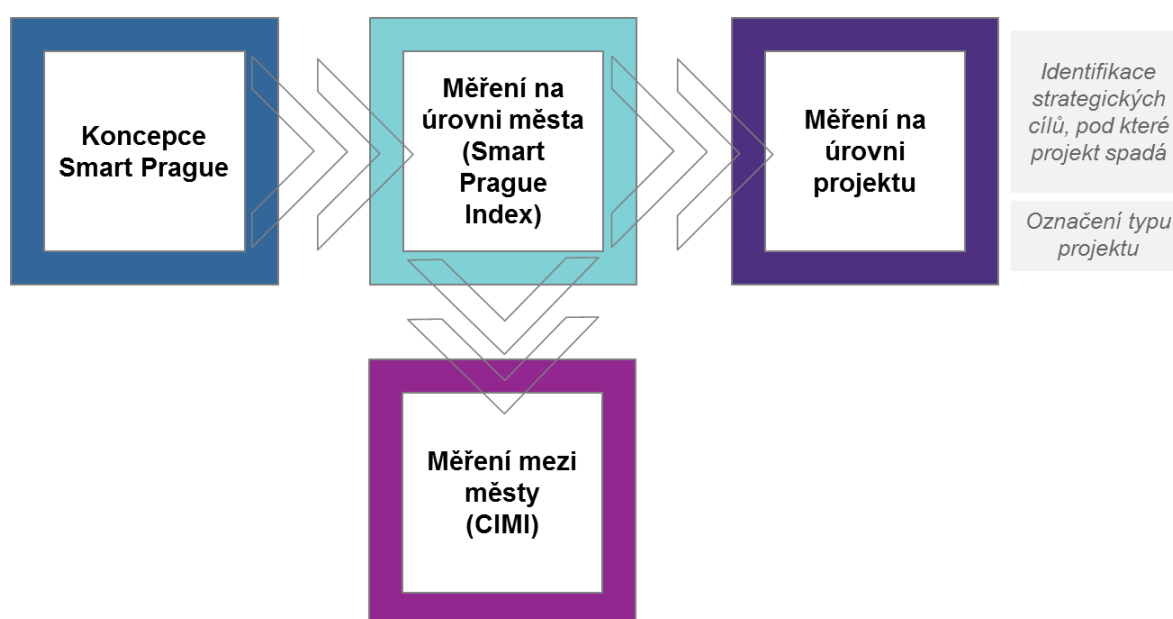 Koncepce
Smart Prague
Měření na
úrovni města
(Smart
Prague
Index)
Měření na
úrovni
projektu
Identifikace
strategických
cílů, pod které
projekt spadá
Označení typu
projektu
Měření mezi
městy
(CIMI)